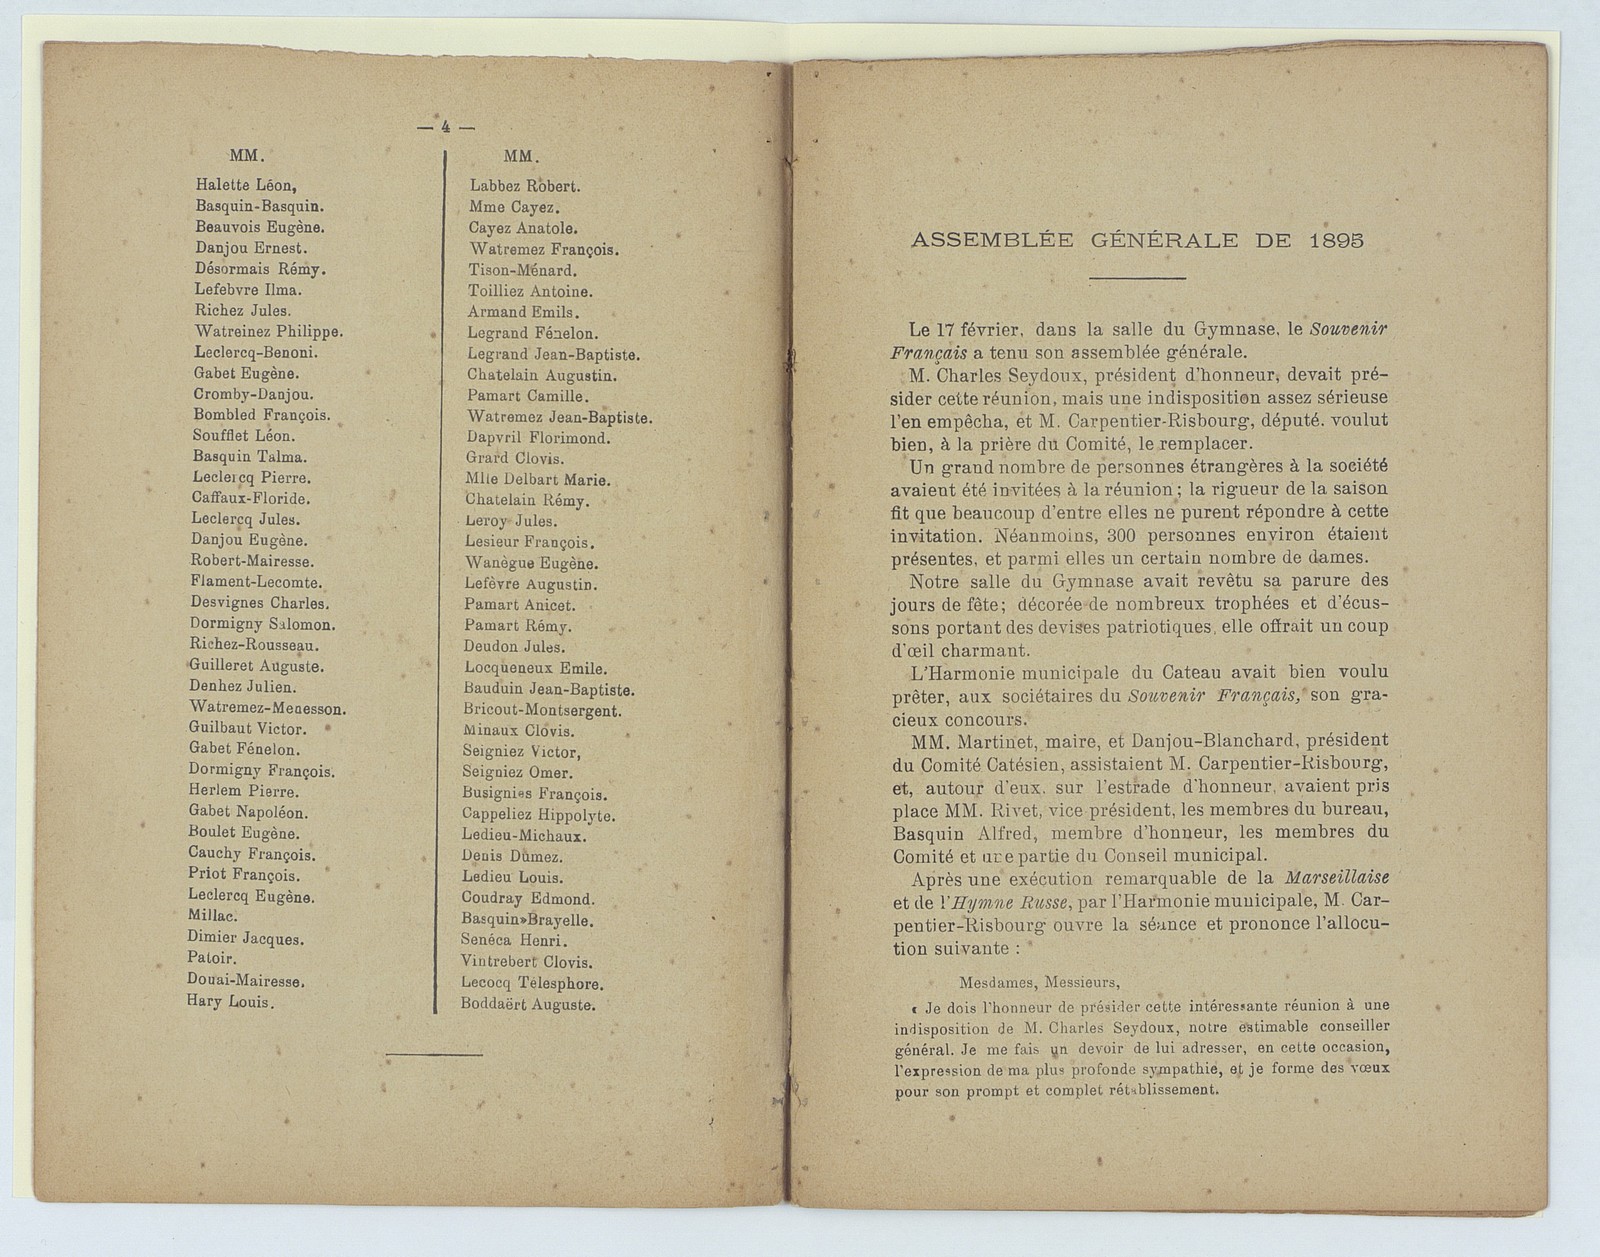 — 4 —
MM.
Halette Léon,
Basquin-Basquin.
Beauvois Eugène.
Danjou Ernest.
Désormais Rémy.
Lefebvre Ilma.
Richez Jules.
Watreinez Philippe.
Leclercq-Benoni.
Gabet Eugène.
Cromby-Danjou.
Bombled François.
Soufflet Léon.
Basquin Talma.
Leclercq Pierre.
Caffaux-Floride.
Leclercq Jules.
Danjou Eugène.
Robert-Mairesse.
Flament-Lecomte.
Desvignes Charles.
Dormigny Salomon.
Richez-Rousseau.
Guilleret Auguste.
Denhez Julien.
Watremez-Menesson.
Guilbaut Victor.
Gabet Fénelon.
Dormigny François.
Herlem Pierre.
Gabet Napoléon.
Boulet Eugène.
Cauchy François.
Priot François.
Leclercq Eugène.
Millac.
Dimier Jacques.
Patoir.
Douai-Mairesse.
Hary Louis.
MM.
Labbez Robert.
Mme Cayez.
Cayez Anatole.
Watremez François.
Tison-Ménard.
Toilliez Antoine.
Armand Emils.
Legrand Fénelon.
Legrand Jean-Baptiste.
Chatelain Augustin.
Pamart Camille.
Watremez Jean-Baptiste.
Dapvril Florimond.
Grard Clovis.
Mlle Delbart Marie.
Chatelain Rémy.
Leroy Jules.
Lesieur François.
Wanègue Eugène.
Lefèvre Augustin.
Pamart Anicet.
Pamart Rémy.
Deudon Jules.
Locqueneux Emile.
Bauduin Jean-Baptiste.
Bricout-Montsergent.
Minaux Clovis.
Seigniez Victor,
Seigniez Omer.
Busignies François.
Cappeliez Hippolyte.
Ledieu-Michaux.
Denis Dumez.
Ledieu Louis.
Coudray Edmond.
Basquin»Brayelle.
Senéca Henri.
Vintrebert Clovis.
Lecocq Télesphore.
Boddaërt Auguste.
ASSEMBLÉE GÉNÉRALE DE 1895
Le 17 février, dans la salle du Gymnase, le Souvenir
Français a tenu son assemblée générale.
M. Charles Seydoux, président d'honneur, devait pré-
sider cette réunion, mais une indisposition assez sérieuse
l'en empêcha, et M. Carpentier-Risbourg, député, voulut
bien, à la prière du Comité, le remplacer.
Un grand nombre de personnes étrangères à la société
avaient été invitées à la réunion ; la rigueur de la saison
fit que beaucoup d'entre elles ne purent répondre à cette
invitation. Néanmoins, 300 personnes environ étaient
présentes, et parmi elles un certain nombre de dames.
Notre salle du Gymnase avait revêtu sa parure des
jours de fête ; décorée de nombreux trophées et d'écus-
sons portant des devises patriotiques, elle offrait un coup
d'œil charmant.
L'Harmonie municipale du Cateau avait bien voulu
prêter, aux sociétaires du Souvenir Français, son gra-
cieux concours.
MM. Martinet, maire, et Danjou-Blanchard, président
du Comité Catésien, assistaient M. Carpentier-Risbourg,
et, autour d'eux, sur l'estrade d'honneur, avaient pris
place MM. Rivet, vice président, les membres du bureau,
Basquin Alfred, membre d'honneur, les membres du
Comité et une partie du Conseil municipal.
Après une exécution remarquable de la Marseillaise
et de l'Hymne Russe, par l'Harmonie municipale, M. Car-
pentier-Risbourg ouvre la séance et prononce l'allocu-
tion suivante :
Mesdames, Messieurs,
« Je dois l'honneur de présider cette intéressante réunion à une
indisposition de M. Charles Seydoux, notre estimable conseiller
général. Je me fais un devoir de lui adresser, en cette occasion,
l'expression de ma plus profonde sympathie, et je forme des vœux
pour son prompt et complet rétablissement.